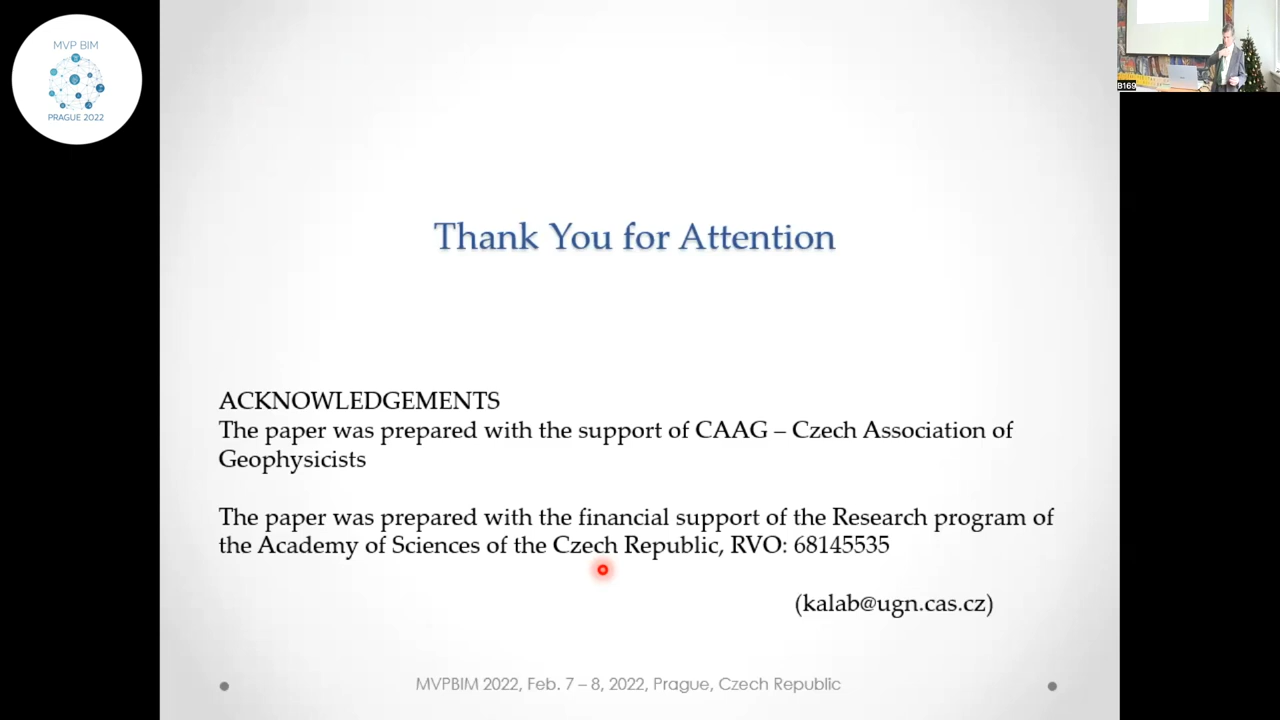 MVP BIM
PRAGUE 2022
B169
Thank You for Attention
ACKNOWLEDGEMENTS
The paper was prepared with the support of CAAG – Czech Association of
Geophysicists
The paper was prepared with the financial support of the Research program of
the Academy of Sciences of the Czech Republic, RVO: 68145535
(kalab@ugn.cas.cz)
MVPBIM 2022, Feb. 7 – 8, 2022, Prague, Czech Republic